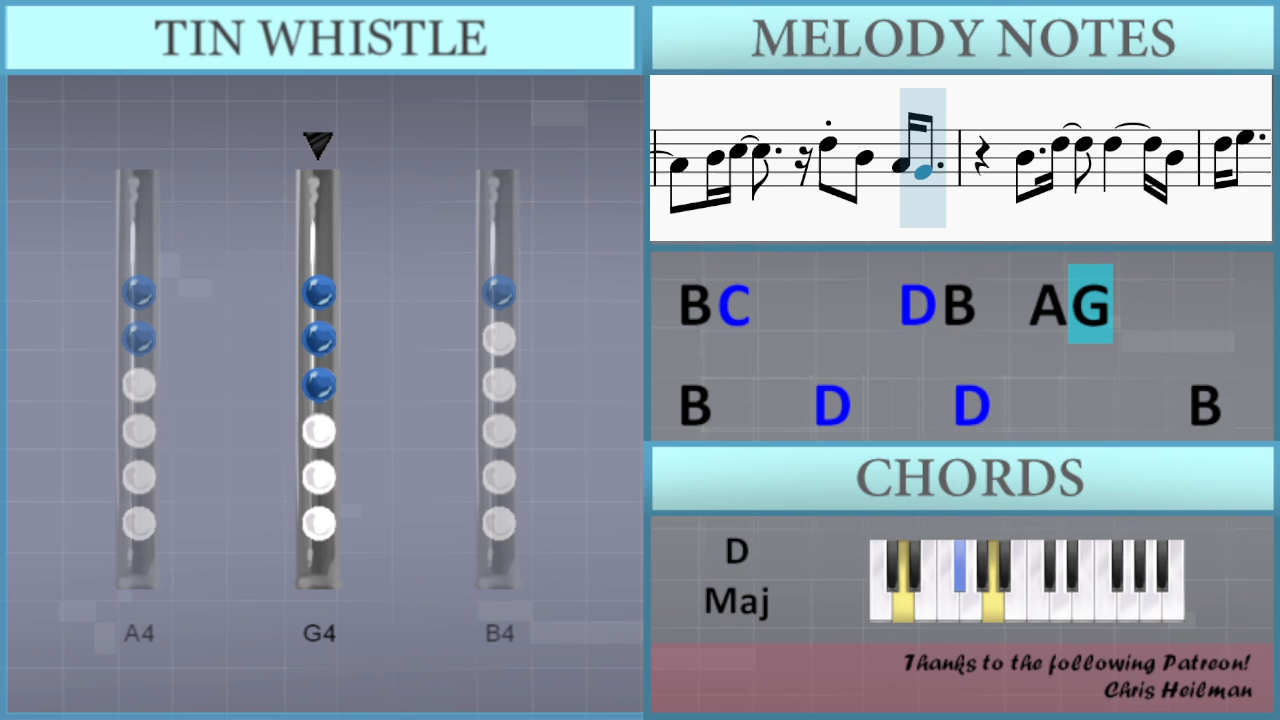 TIN WHISTLE
A4 G4 B4
MELODY NOTES
B C D B A G
B D D B
CHORDS
D
Maj
Thanks to the following Patreon!
Chris Heilman